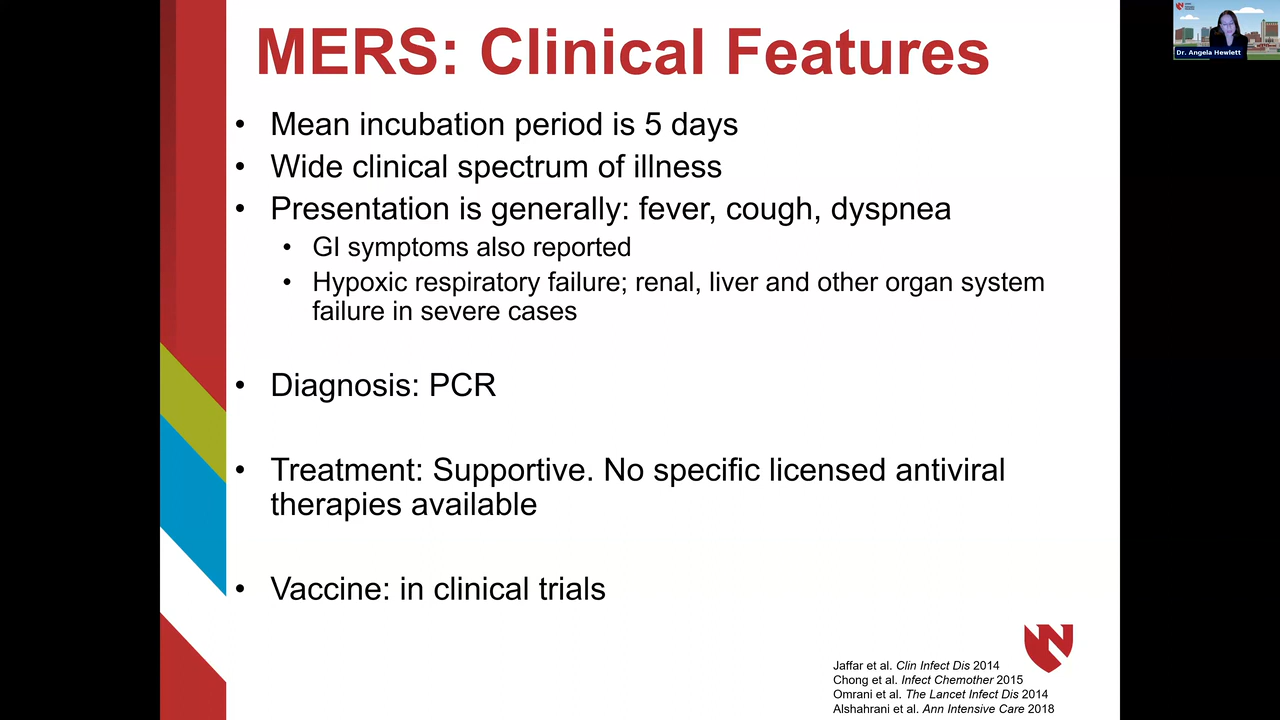 MERS: Clinical Features
• Mean incubation period is 5 days
• Wide clinical spectrum of illness
• Presentation is generally: fever, cough, dyspnea
• GI symptoms also reported
• Hypoxic respiratory failure; renal, liver and other organ system
failure in severe cases
• Diagnosis: PCR
• Treatment: Supportive. No specific licensed antiviral
therapies available
• Vaccine: in clinical trials
Jaffar et al. Clin Infect Dis 2014
Chong et al. Infect Chemother 2015
Omrani et al. The Lancet Infect Dis 2014
Alshahrani et al. Ann Intensive Care 2018
Dr. Angela Hewlett